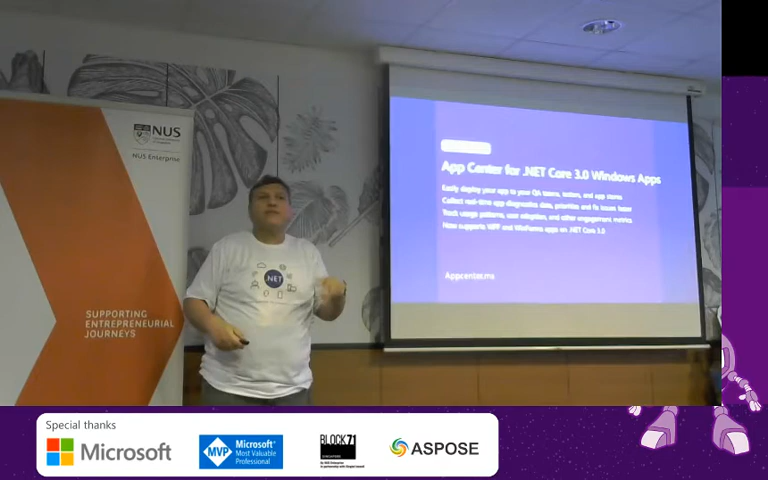 NUS
NUS Enterprise
SUPPORTING
ENTREPRENEURIAL
JOURNEYS
.NET
App Center for .NET Core 3.0 Windows Apps
Easily deploy your app to your QA teams, testers, and app stores
Collect real-time app diagnostics data, prioritize and fix issues faster
Track usage patterns, user adoption, and other engagement metrics
Now supports WPF and WinForms apps on .NET Core 3.0
Appcenter.ms
Special thanks
Microsoft
MVP
Microsoft®
Most Valuable
Professional
BLOCK71
ASPOSE